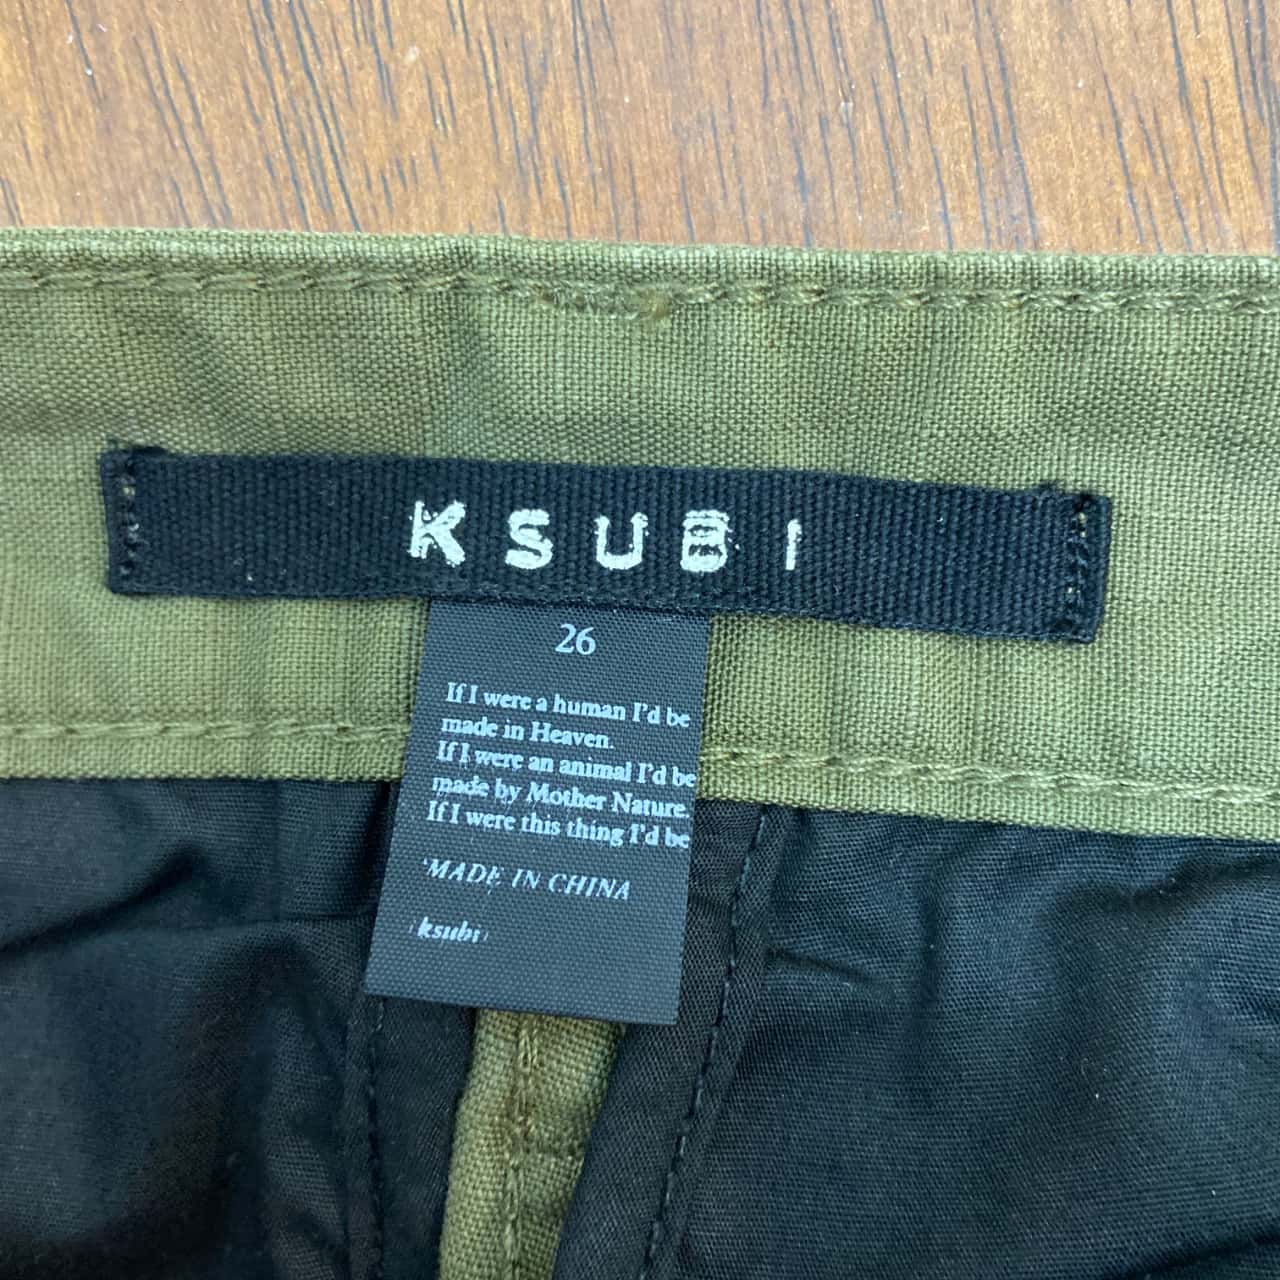 KSUBI
26
If I were a human I'd be
made in Heaven.
If I were an animal I'd be
made by Mother Nature.
If I were this thing I'd be
'MADE IN CHINA
ksubi